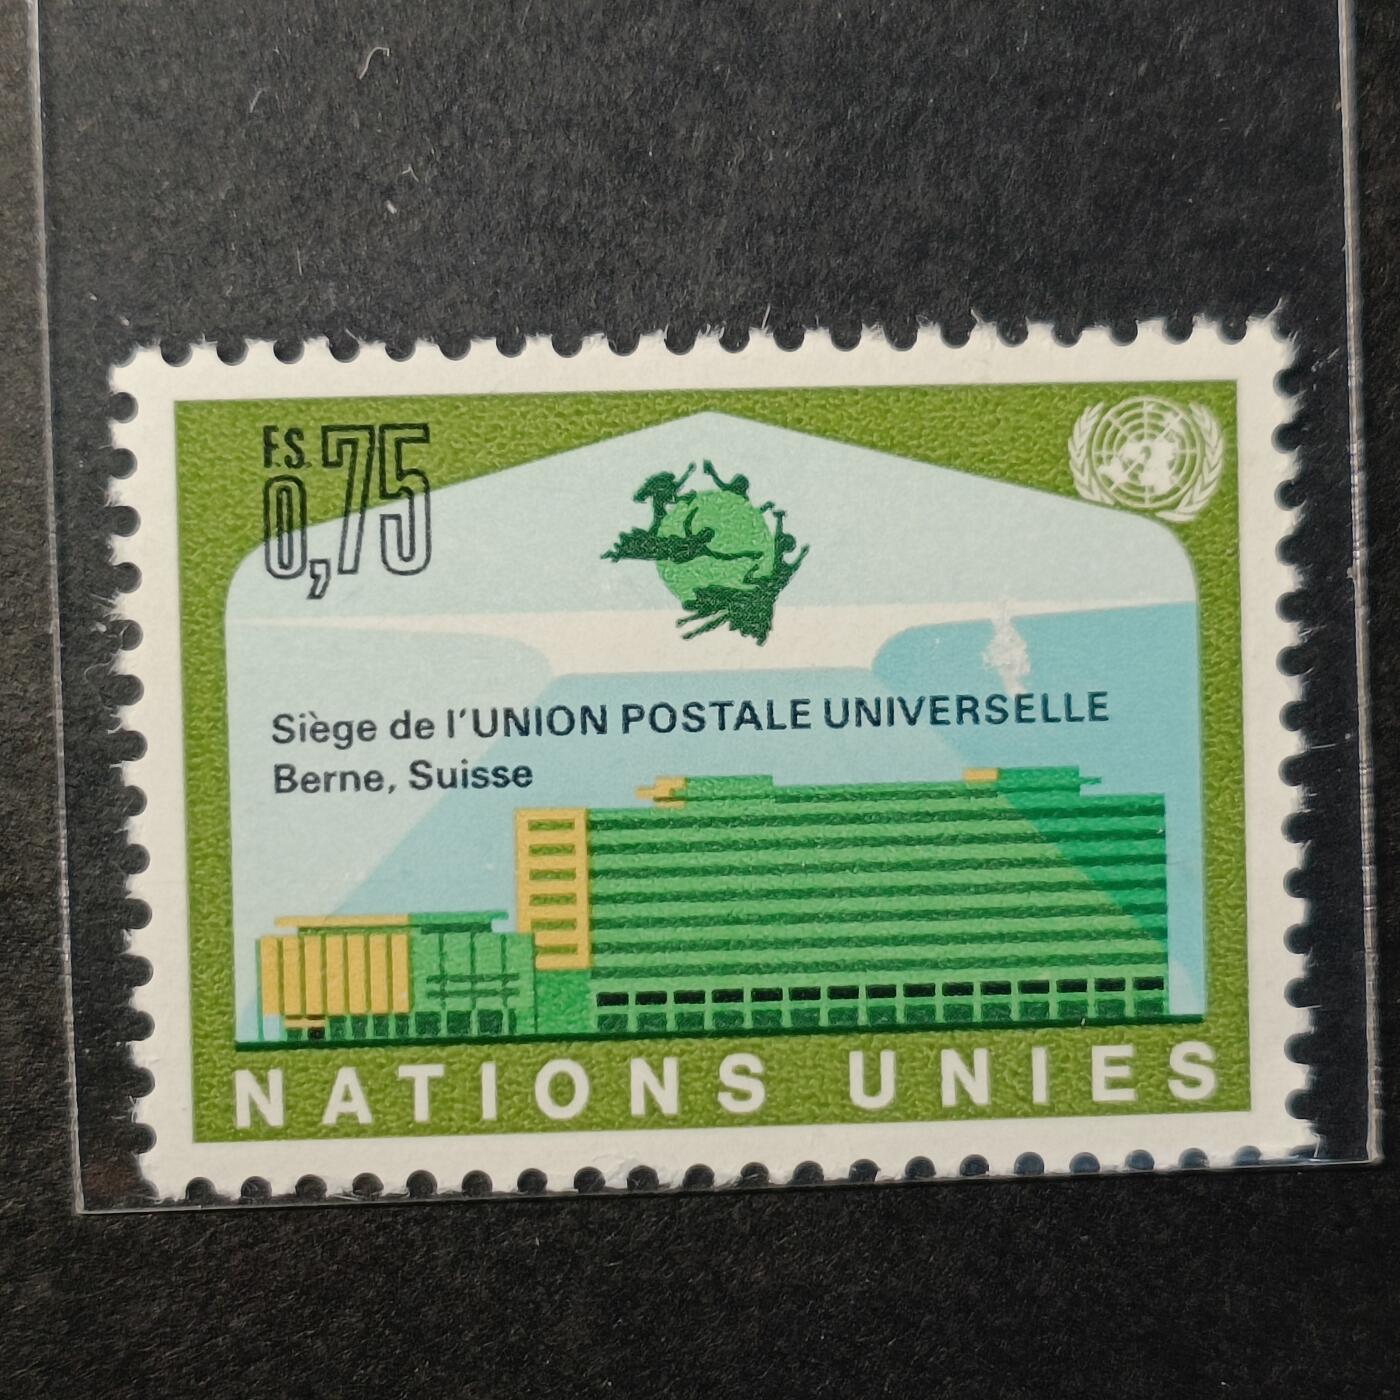 F.S.
0,75
Siège de l'UNION POSTALE UNIVERSELLE
Berne, Suisse
NATIONS UNIES